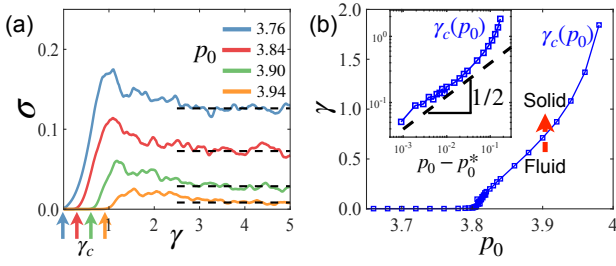 (a)
0.2
0.1
0.0
σ
p₀
3.76
3.84
3.90
3.94
0 1 2 3 4 5
γc
γ
(b)
2.0
1.5
1.0
0.5
0.0
γ
γc(p₀)
10⁻¹
10⁻³ 10⁻² 10⁻¹
p₀ − p₀*
1/2
γc(p₀)
Solid
Fluid
3.7 3.8 3.9 4.0
p₀